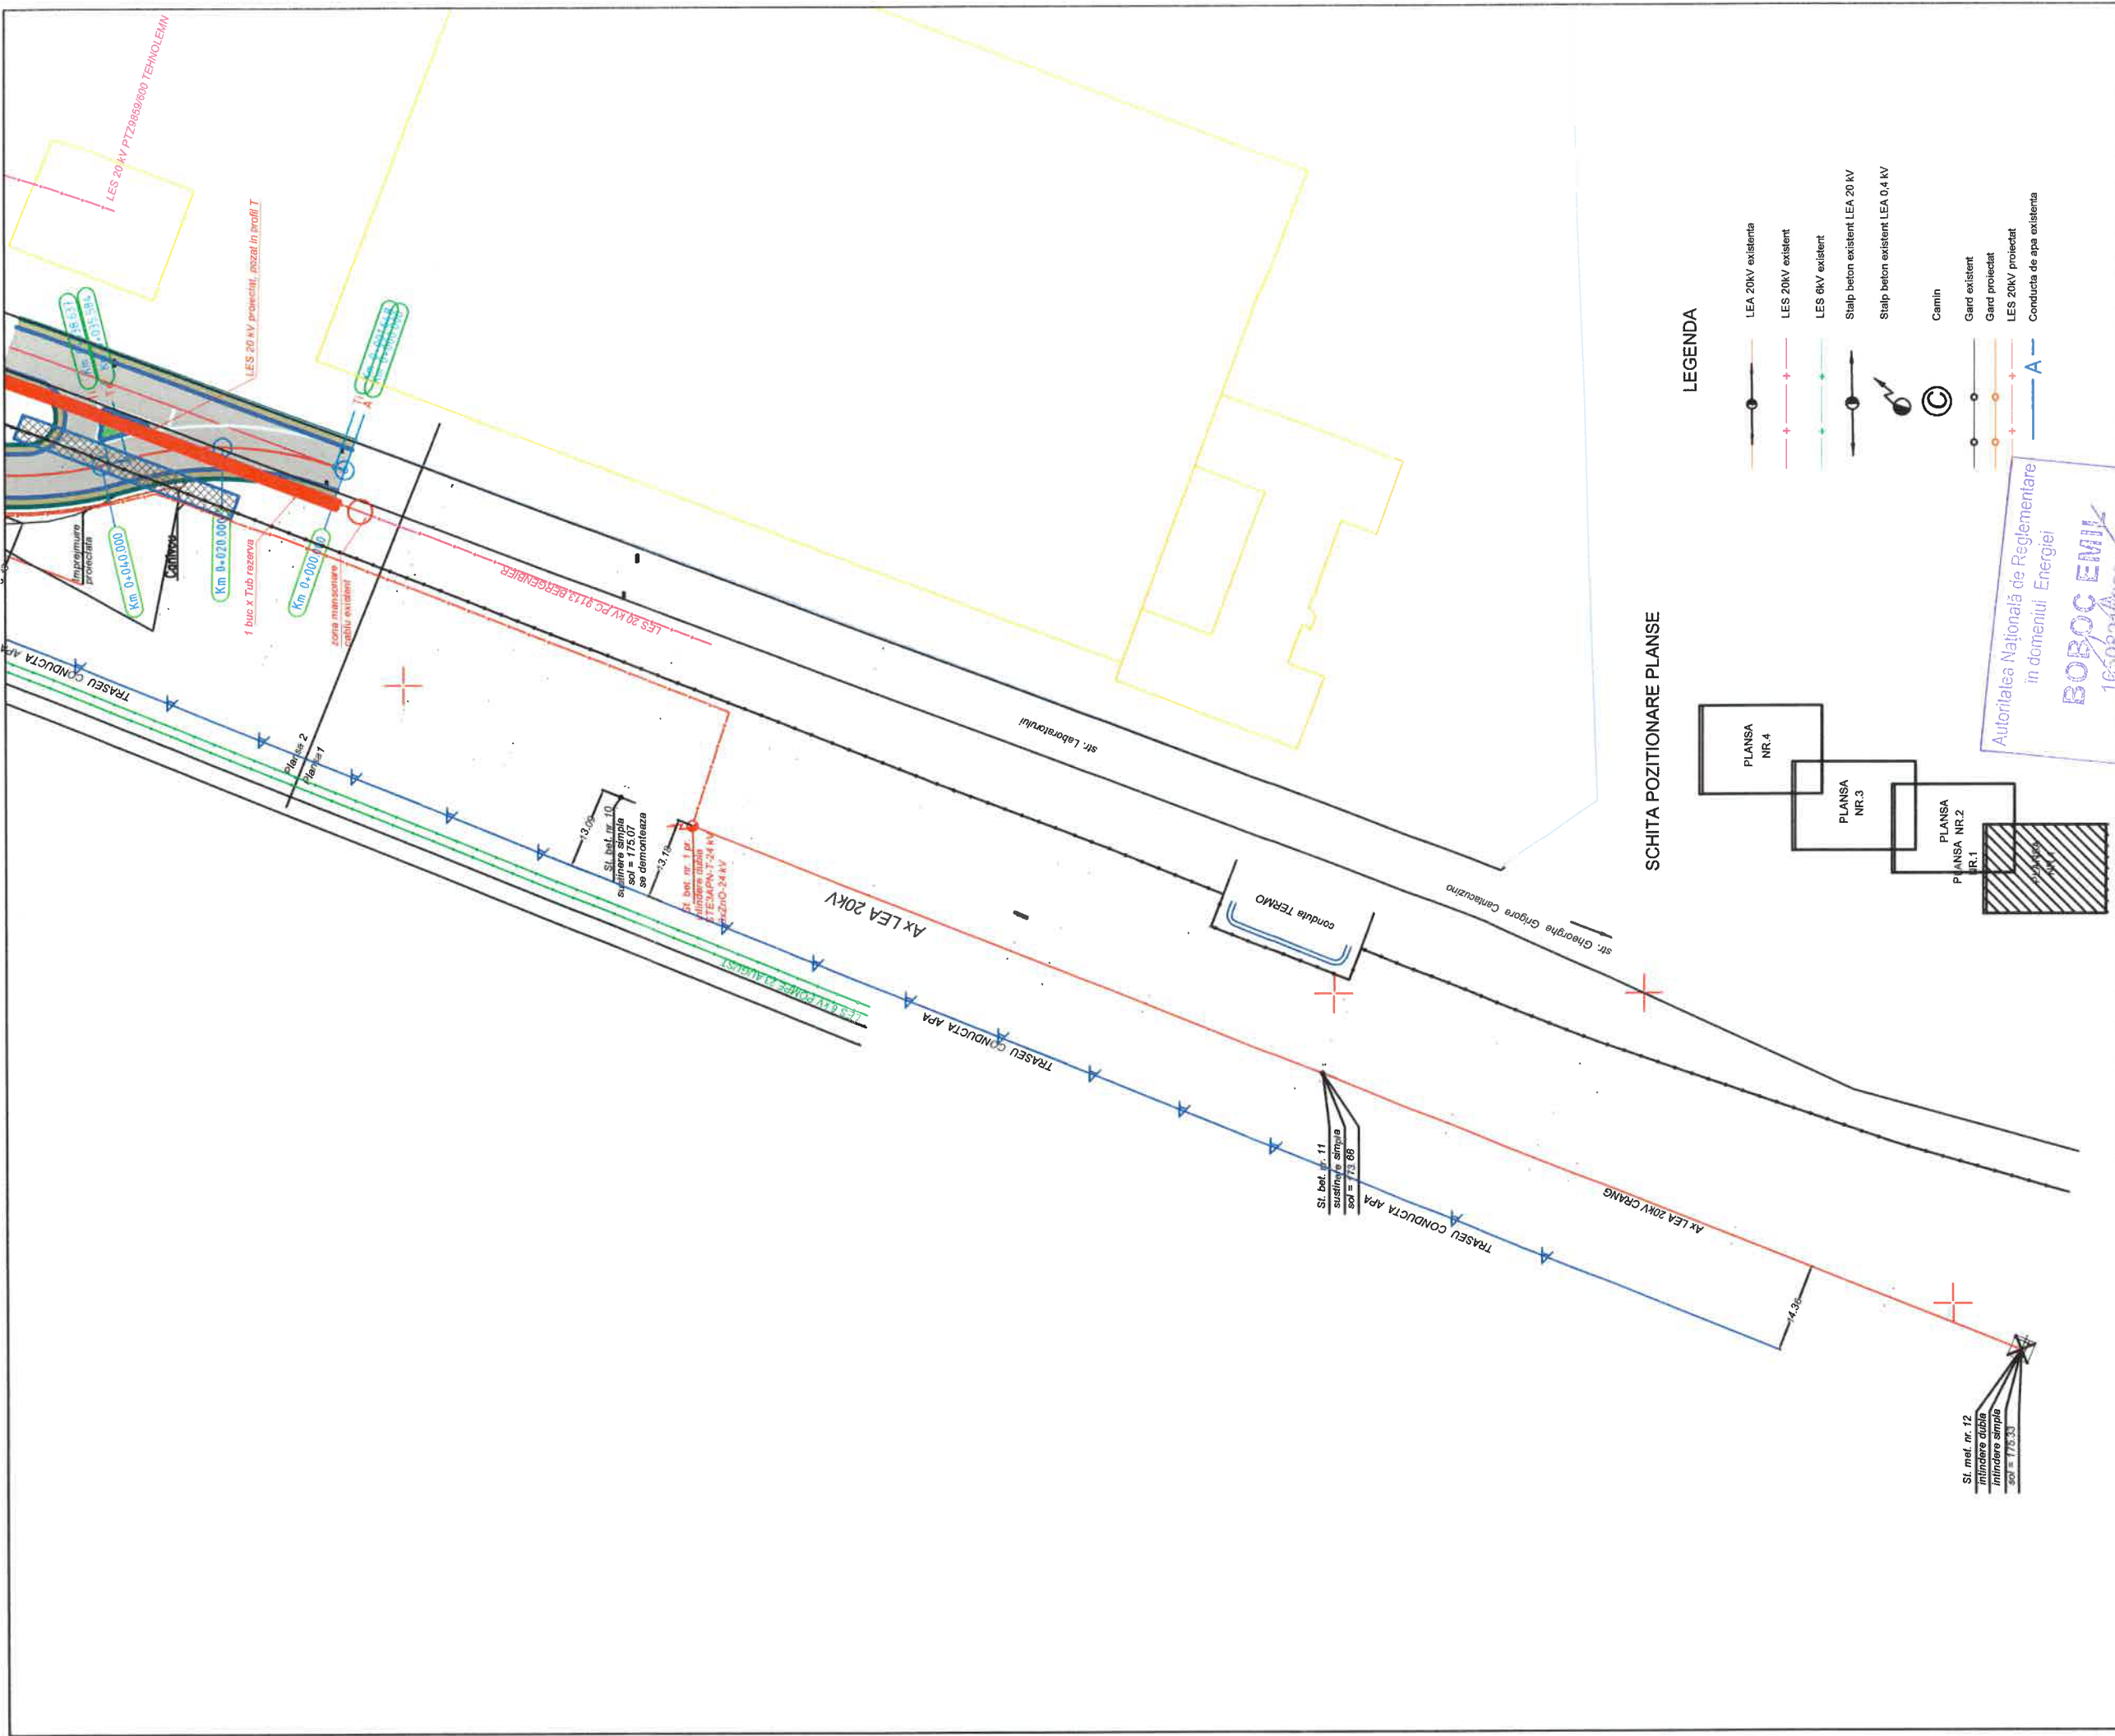 LES 20 kV PTZ9859/600 TEHNOLEMN
LES 20 kV proiectat, pozat in profil T
Imprejmuire
proiectata
Km 0+040.000
Km 0+020.000
Km 0+000.000
1 buc x Tub rezerva
zona mansonare
cablu existent
LES 20 kV PC 9113 BERGENBIER
TRASEU CONDUCTA APA
Plansa 2
Plansa 1
13.09
St. bet. nr. 10
sustinere simpla
sol = 175.07
se demonteaza
13.19
St. bet. nr. 1 pr.
intindere dubla
Ax LEA 20kV
LES 6 kV POMPE 23 AUGUST
TRASEU CONDUCTA APA
str. Laboratorului
conducta TERMO
str. Gheorghe Grigore Cantacuzino
St. bet. nr. 11
sustinere simpla
sol = 173.66
TRASEU CONDUCTA APA
Ax LEA 20kV CRANG
14.36
St. met. nr. 12
intindere dubla
intindere simpla
sol = 175.33
LEGENDA
LEA 20kV existenta
LES 20kV existent
LES 6kV existent
Stalp beton existent LEA 20 kV
Stalp beton existent LEA 0,4 kV
C
Camin
Gard existent
Gard proiectat
LES 20kV proiectat
A
Conducta de apa existenta
SCHITA POZITIONARE PLANSE
PLANSA
NR.4
PLANSA
NR.3
PLANSA
NR.2
PLANSA
NR.1
Autoritatea Națională de Reglementare
in domeniul Energiei
BOBOC EMIL